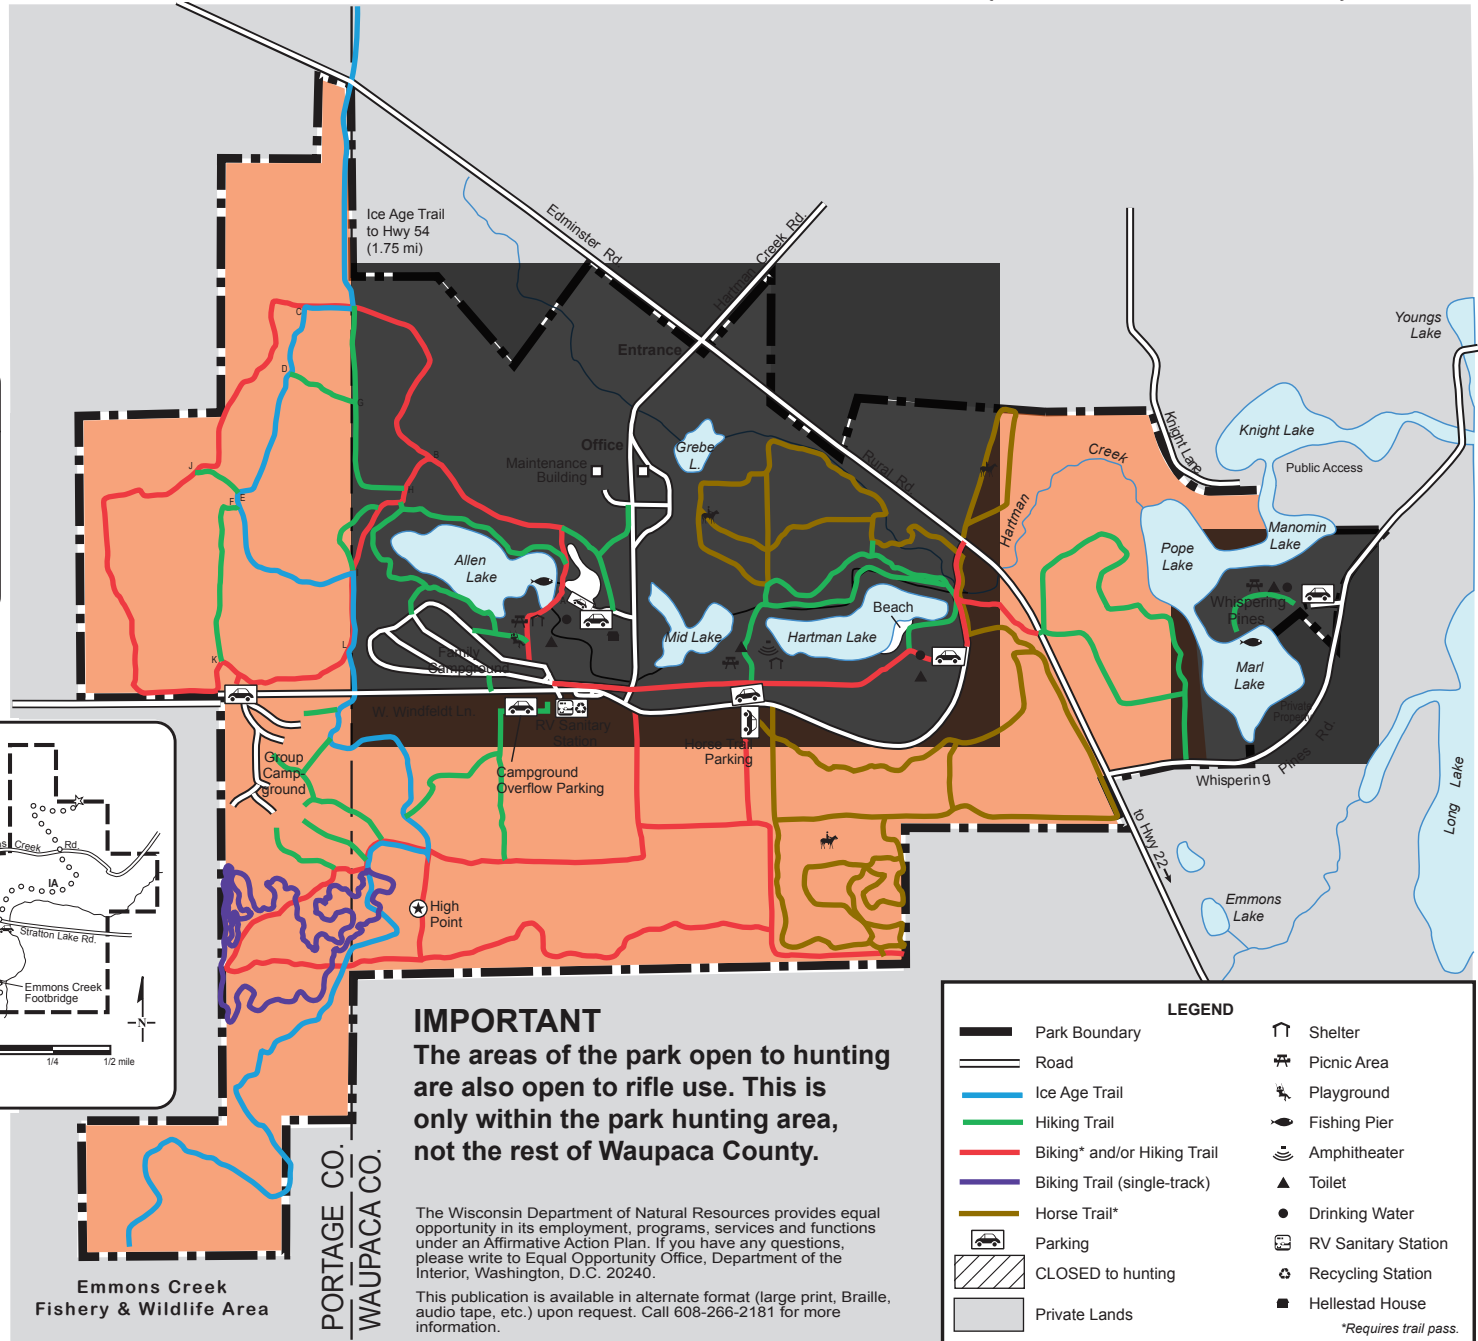 Ice Age Trail
to Hwy 54
(1.75 mi)
Edminster Rd.
Hartman Creek Rd.
Entrance
Office
Maintenance
Building
Grebe
L.
Rural Rd.
Creek
Hartman
Knight Lane
Youngs
Lake
Knight Lake
Public Access
Manomin
Lake
Pope
Lake
Whispering
Pines
Marl
Lake
Private
Property
Whispering Pines Rd.
Long Lake
Allen
Lake
Mid Lake
Hartman Lake
Beach
Family
Campground
W. Windfeldt Ln.
RV Sanitary
Station
Horse Trail
Parking
Campground
Overflow Parking
Group
Camp-
ground
C
D
G
B
H
J
F
E
K
L
High
Point
to Hwy 22
Emmons
Lake
Creek Rd.
IA
Stratton Lake Rd.
Emmons Creek
Footbridge
N
1/4
1/2 mile
Emmons Creek
Fishery & Wildlife Area
PORTAGE CO.
WAUPACA CO.
IMPORTANT
The areas of the park open to hunting
are also open to rifle use. This is
only within the park hunting area,
not the rest of Waupaca County.
The Wisconsin Department of Natural Resources provides equal
opportunity in its employment, programs, services and functions
under an Affirmative Action Plan. If you have any questions,
please write to Equal Opportunity Office, Department of the
Interior, Washington, D.C. 20240.
This publication is available in alternate format (large print, Braille,
audio tape, etc.) upon request. Call 608-266-2181 for more
information.
LEGEND
Park Boundary
Road
Ice Age Trail
Hiking Trail
Biking* and/or Hiking Trail
Biking Trail (single-track)
Horse Trail*
Parking
CLOSED to hunting
Private Lands
Shelter
Picnic Area
Playground
Fishing Pier
Amphitheater
Toilet
Drinking Water
RV Sanitary Station
Recycling Station
Hellestad House
*Requires trail pass.